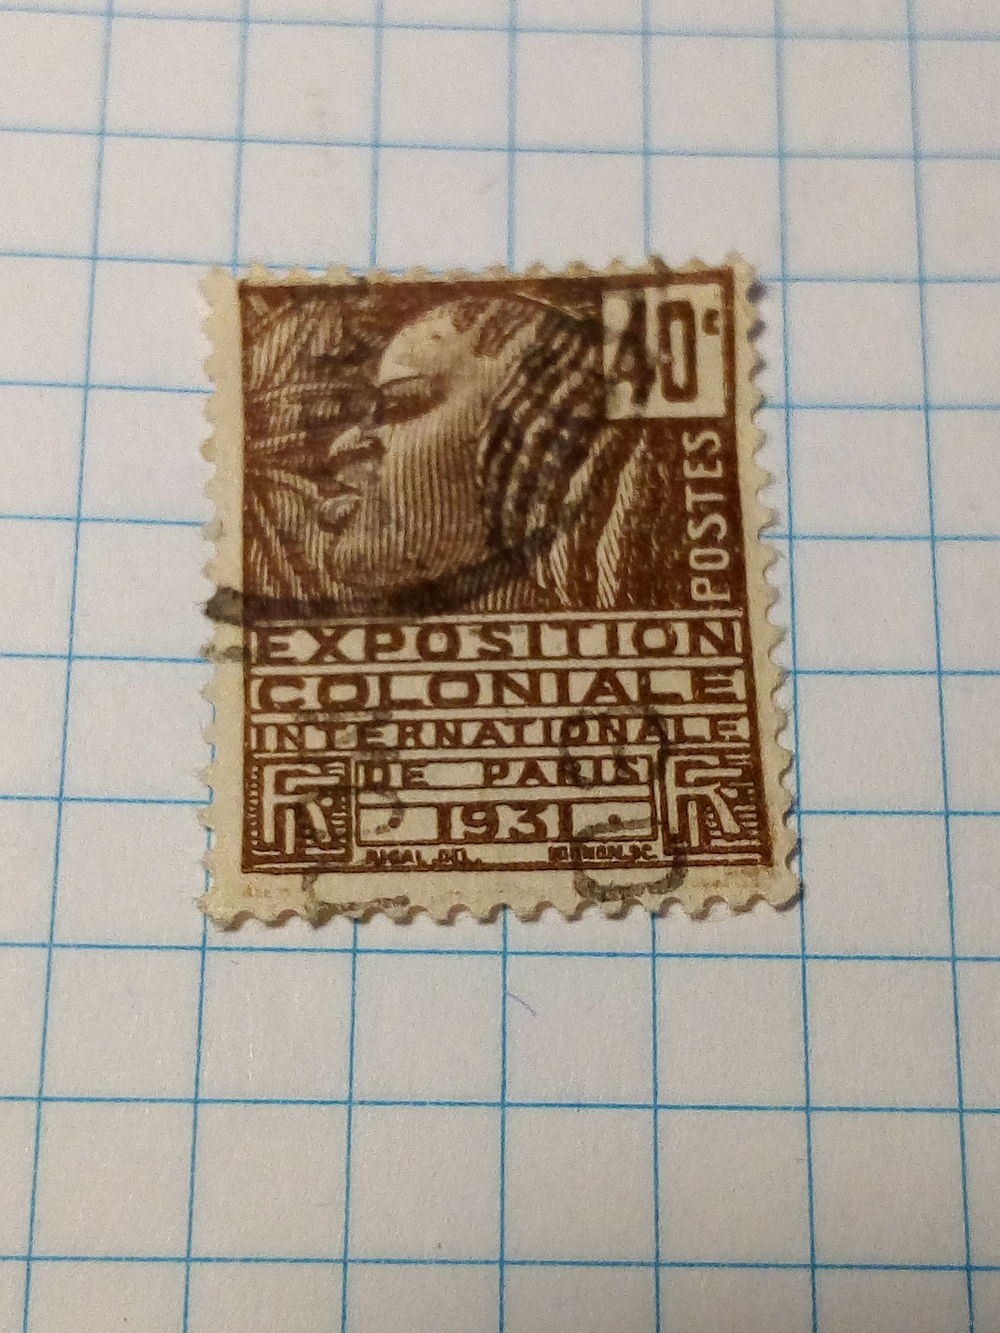 40c
POSTES
EXPOSITION
COLONIALE
INTERNATIONALE
RF DE PARIS RF
1931